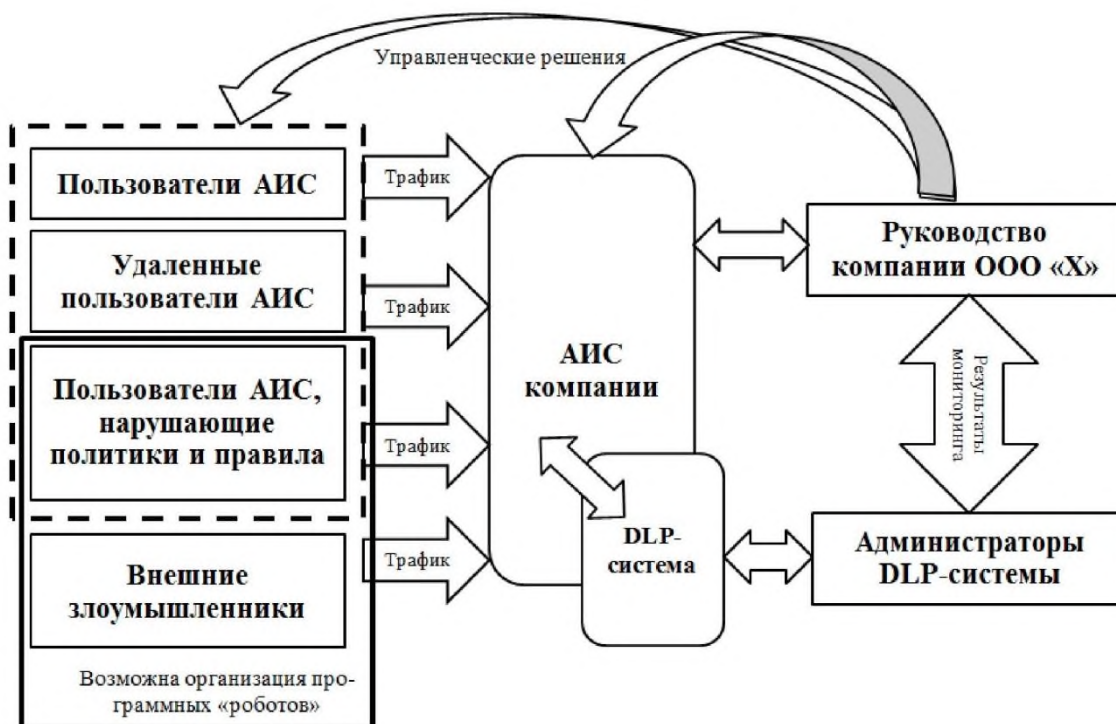 Управленческие решения
Пользователи АИС
Трафик
Удаленные
пользователи АИС
Трафик
Пользователи АИС,
нарушающие
политики и правила
Трафик
Внешние
злоумышленники
Трафик
Возможна организация про-
граммных «роботов»
АИС
компании
DLP-
система
Руководство
компании ООО «X»
Результаты
мониторинга
Администраторы
DLP-системы